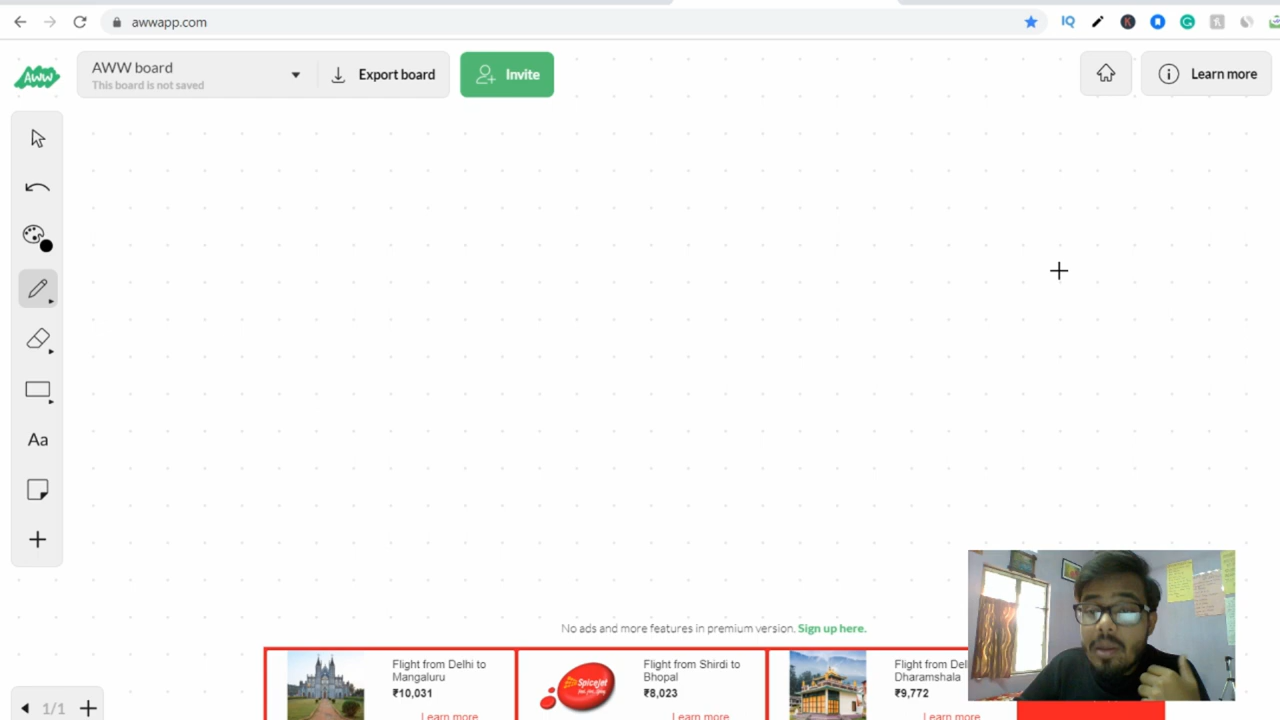 awwapp.com
IQ
K
AWW
AWW board
This board is not saved
Export board
Invite
Learn more
Aa
No ads and more features in premium version. Sign up here.
Flight from Delhi to
Mangaluru
₹10,031
Learn more
SpiceJet
Flight from Shirdi to
Bhopal
₹8,023
Learn more
Flight from Del
Dharamshala
₹9,772
Learn more
1/1